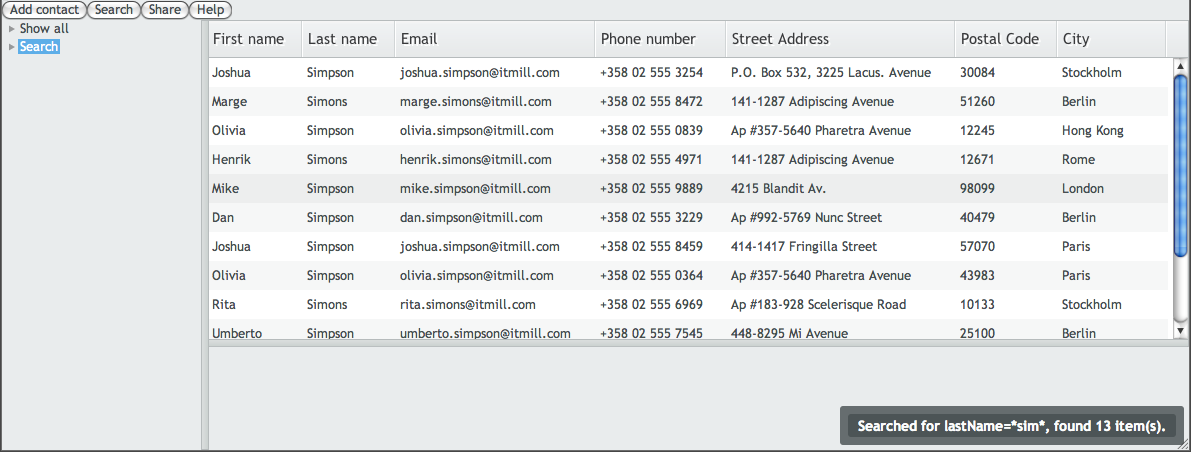 Add contact Search Share Help
Show all
Search
First name Last name Email Phone number Street Address Postal Code City
Joshua Simpson joshua.simpson@itmill.com +358 02 555 3254 P.O. Box 532, 3225 Lacus. Avenue 30084 Stockholm
Marge Simons marge.simons@itmill.com +358 02 555 8472 141-1287 Adipiscing Avenue 51260 Berlin
Olivia Simpson olivia.simpson@itmill.com +358 02 555 0839 Ap #357-5640 Pharetra Avenue 12245 Hong Kong
Henrik Simons henrik.simons@itmill.com +358 02 555 4971 141-1287 Adipiscing Avenue 12671 Rome
Mike Simpson mike.simpson@itmill.com +358 02 555 9889 4215 Blandit Av. 98099 London
Dan Simpson dan.simpson@itmill.com +358 02 555 3229 Ap #992-5769 Nunc Street 40479 Berlin
Joshua Simpson joshua.simpson@itmill.com +358 02 555 8459 414-1417 Fringilla Street 57070 Paris
Olivia Simpson olivia.simpson@itmill.com +358 02 555 0364 Ap #357-5640 Pharetra Avenue 43983 Paris
Rita Simons rita.simons@itmill.com +358 02 555 6969 Ap #183-928 Scelerisque Road 10133 Stockholm
Umberto Simpson umberto.simpson@itmill.com +358 02 555 7545 448-8295 Mi Avenue 25100 Berlin
Searched for lastName=*sim*, found 13 item(s).